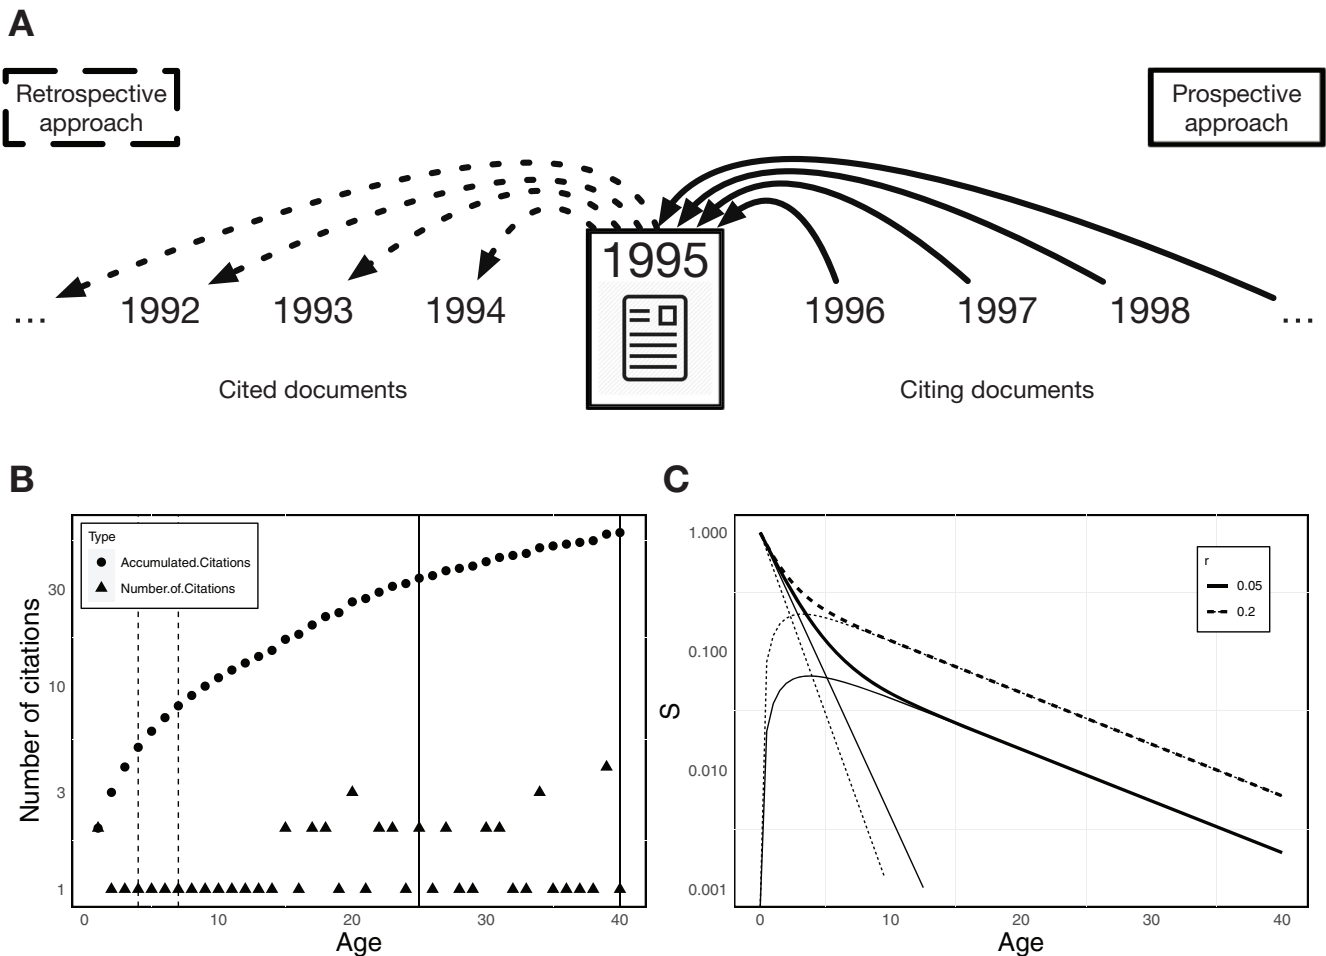 A
Retrospective
approach
Prospective
approach
1995
... 1992 1993 1994 1996 1997 1998 ...
Cited documents
Citing documents
B
Type
Accumulated.Citations
Number.of.Citations
Number of citations
30
10
3
1
0 10 20 30 40
Age
C
1.000
0.100
0.010
0.001
S
r
0.05
0.2
0 10 20 30 40
Age